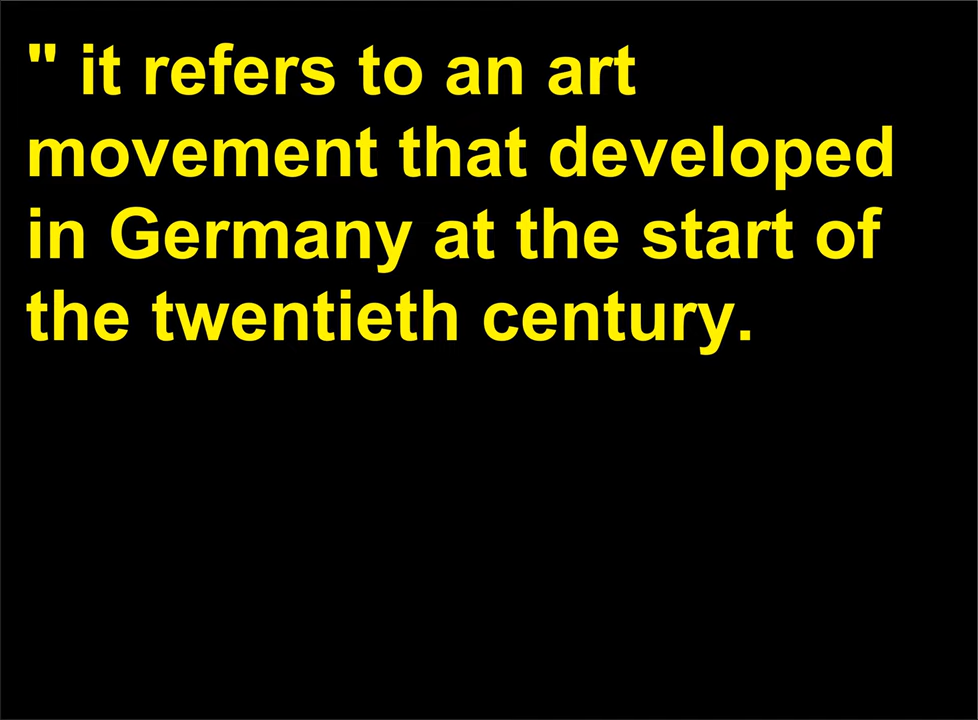 " it refers to an art
movement that developed
in Germany at the start of
the twentieth century.